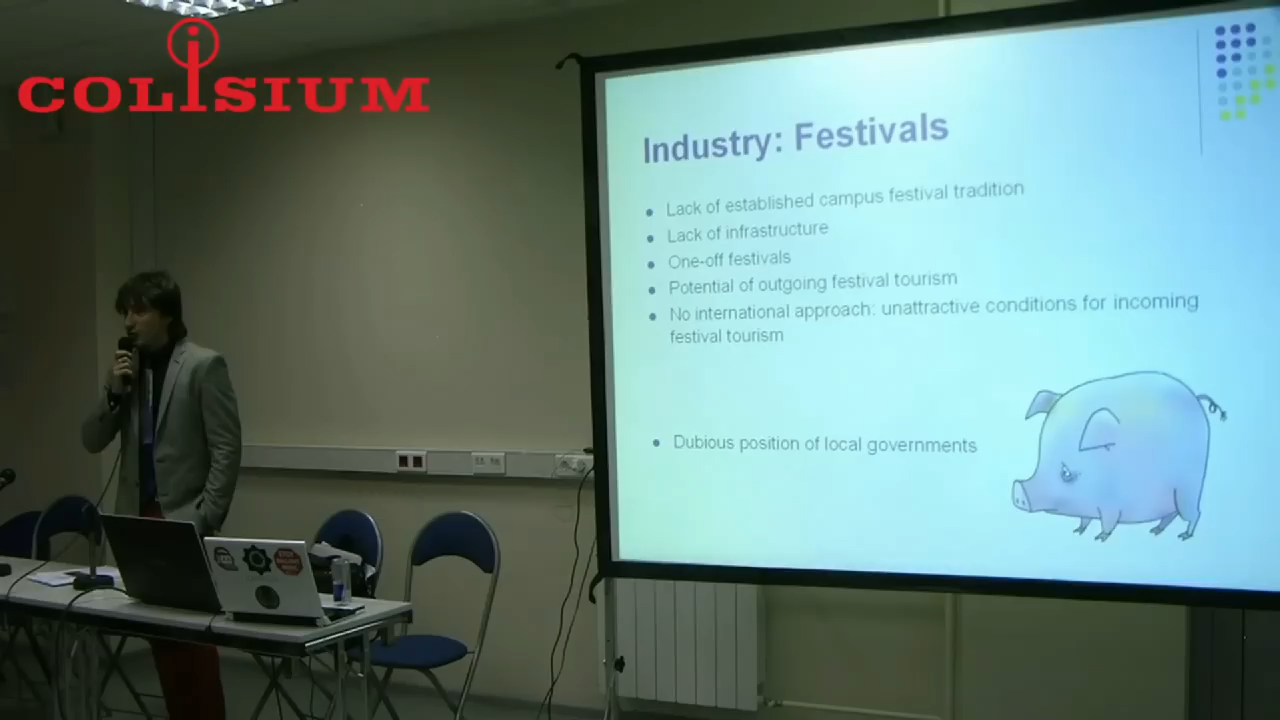 COLISIUM
Industry: Festivals
Lack of established campus festival tradition
Lack of infrastructure
One-off festivals
Potential of outgoing festival tourism
No international approach: unattractive conditions for incoming
festival tourism
Dubious position of local governments